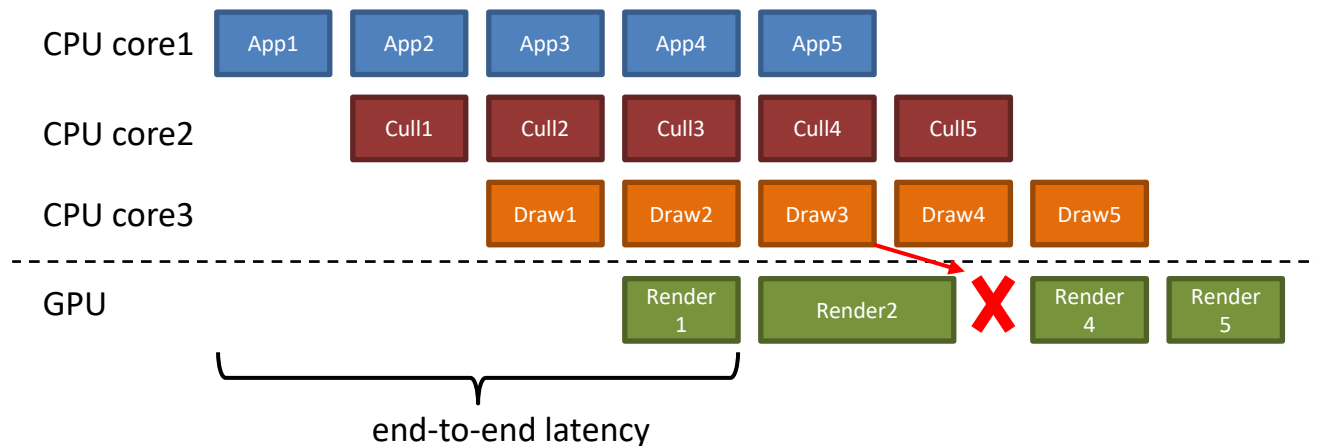 CPU core1
App1
App2
App3
App4
App5
CPU core2
Cull1
Cull2
Cull3
Cull4
Cull5
CPU core3
Draw1
Draw2
Draw3
Draw4
Draw5
GPU
Render
1
Render2
Render
4
Render
5
end-to-end latency